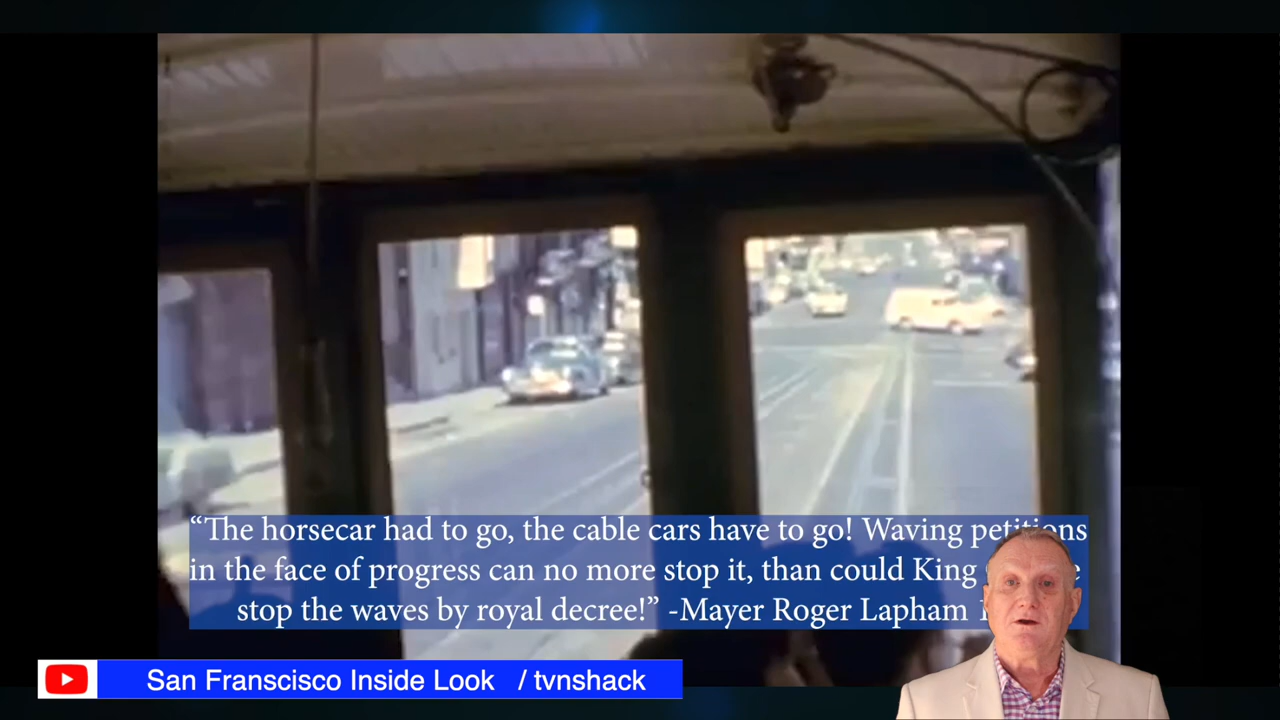 “The horsecar had to go, the cable cars have to go! Waving petitions
in the face of progress can no more stop it, than could King
stop the waves by royal decree!” -Mayer Roger Lapham
San Franscisco Inside Look / tvnshack